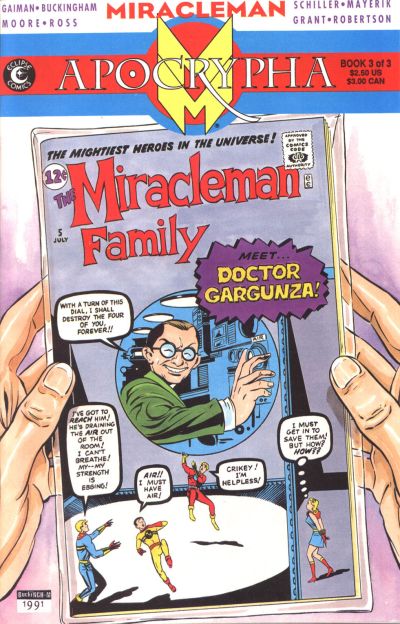 GAIMAN•BUCKINGHAM
MOORE•ROSS
MIRACLEMAN
SCHILLER•MAYERIK
GRANT•ROBERTSON
ECLIPSE
COMICS
APOCRYPHA
BOOK 3 of 3
$2.50 US
$3.00 CAN
THE MIGHTIEST HEROES IN THE UNIVERSE!
APPROVED
BY THE
COMICS
CODE
AUTHORITY
12¢
THE
Miracleman
Family
5
JULY
MEET...
DOCTOR
GARGUNZA!
WITH A TURN OF THIS
DIAL, I SHALL
DESTROY THE FOUR
OF YOU,
FOREVER!!
AIR
I'VE GOT TO
REACH HIM!
HE'S DRAINING
THE AIR OUT
OF THE
ROOM!
I CAN'T
BREATHE!
MY--MY
STRENGTH
IS
EBBING!
AIR!!
I MUST
HAVE
AIR!
CRIKEY!
I'M
HELPLESS!
I MUST
GET IN TO
SAVE THEM!
BUT HOW?
HOW??
BUCKINGHAM
1991